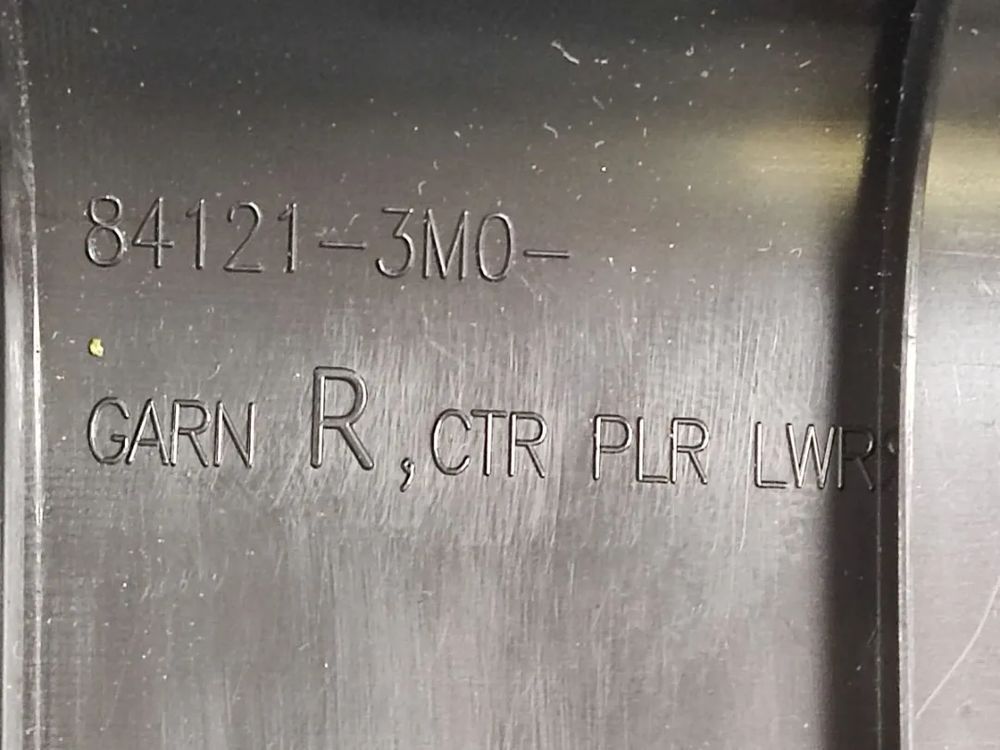 84121-3M0-
GARN R, CTR PLR LWR